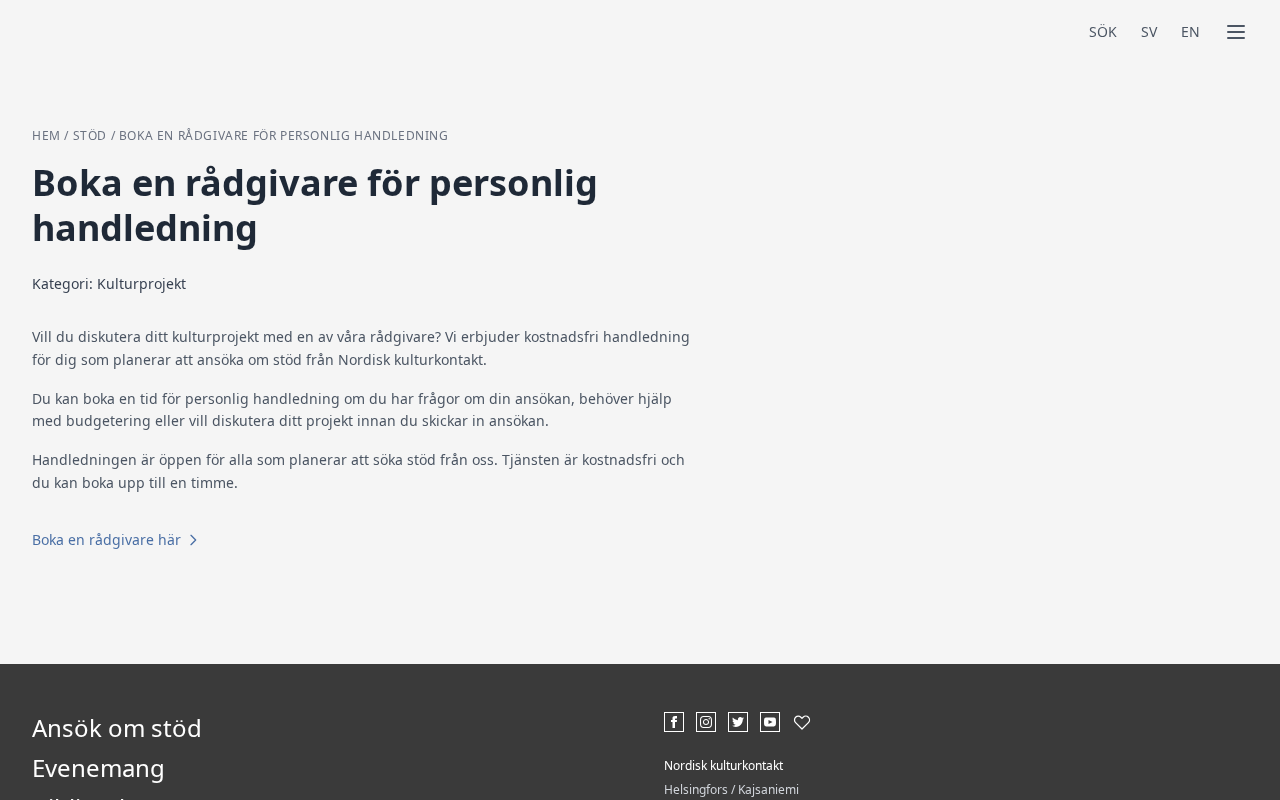 SÖK SV EN
HEM / STÖD / BOKA EN RÅDGIVARE FÖR PERSONLIG HANDLEDNING
Boka en rådgivare för personlig
handledning
Kategori: Kulturprojekt
Vill du diskutera ditt kulturprojekt med en av våra rådgivare? Vi erbjuder kostnadsfri handledning
för dig som planerar att ansöka om stöd från Nordisk kulturkontakt.
Du kan boka en tid för personlig handledning om du har frågor om din ansökan, behöver hjälp
med budgetering eller vill diskutera ditt projekt innan du skickar in ansökan.
Handledningen är öppen för alla som planerar att söka stöd från oss. Tjänsten är kostnadsfri och
du kan boka upp till en timme.
Boka en rådgivare här
Ansök om stöd
Evenemang
Nordisk kulturkontakt
Helsingfors / Kajsaniemi